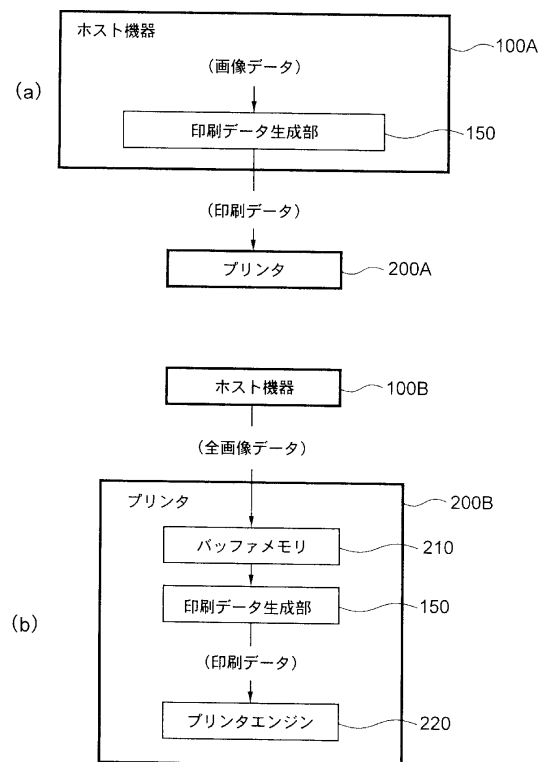 ホスト機器
100A
(a)
(画像データ)
印刷データ生成部
150
(印刷データ)
プリンタ
200A
ホスト機器
100B
(全画像データ)
プリンタ
200B
バッファメモリ
210
印刷データ生成部
150
(b)
(印刷データ)
プリンタエンジン
220